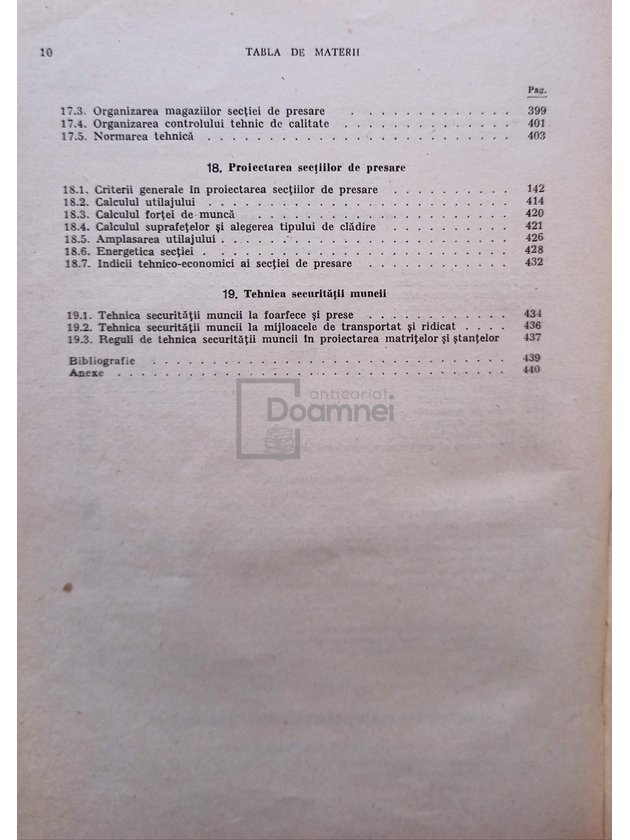 10 TABLA DE MATERII
Pag.
17.3. Organizarea magaziilor secției de presare . . . . . . . . . . . . . 399
17.4. Organizarea controlului tehnic de calitate . . . . . . . . . . . . . 401
17.5. Normarea tehnică . . . . . . . . . . . . . . . . . . . . . . . 403
18. Proiectarea secțiilor de presare
18.1. Criterii generale în proiectarea secțiilor de presare . . . . . . . . . . 142
18.2. Calculul utilajului . . . . . . . . . . . . . . . . . . . . . . . 414
18.3. Calculul forței de muncă . . . . . . . . . . . . . . . . . . . . 420
18.4. Calculul suprafețelor și alegerea tipului de clădire . . . . . . . . . . . 421
18.5. Amplasarea utilajului . . . . . . . . . . . . . . . . . . . . . . 426
18.6. Energetica secției . . . . . . . . . . . . . . . . . . . . . . . 428
18.7. Indicii tehnico-economici ai secției de presare . . . . . . . . . . . . 432
19. Tehnica securității muncii
19.1. Tehnica securității muncii la foarfece și prese . . . . . . . . . . . . 434
19.2. Tehnica securității muncii la mijloacele de transportat și ridicat . . . . 436
19.3. Reguli de tehnica securității muncii în proiectarea matrițelor și ștanțelor 437
Bibliografie . . . . . . . . . . . . . . . . . . . . . . . . . . 439
Anexe . . . . . . . . . . . . . . . . . . . . . . . . . . . . 440
anticariat
Doamnei